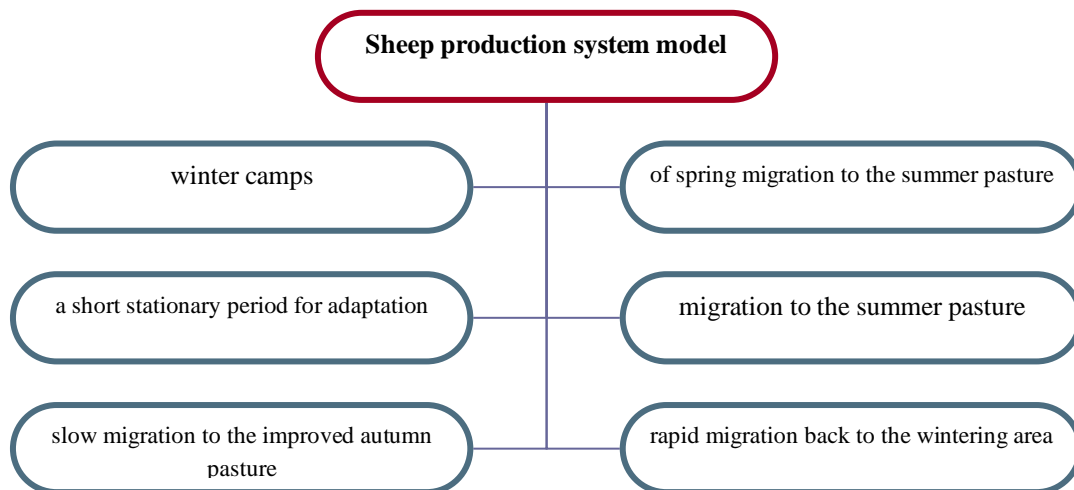 Sheep production system model
winter camps
of spring migration to the summer pasture
a short stationary period for adaptation
migration to the summer pasture
slow migration to the improved autumn
pasture
rapid migration back to the wintering area